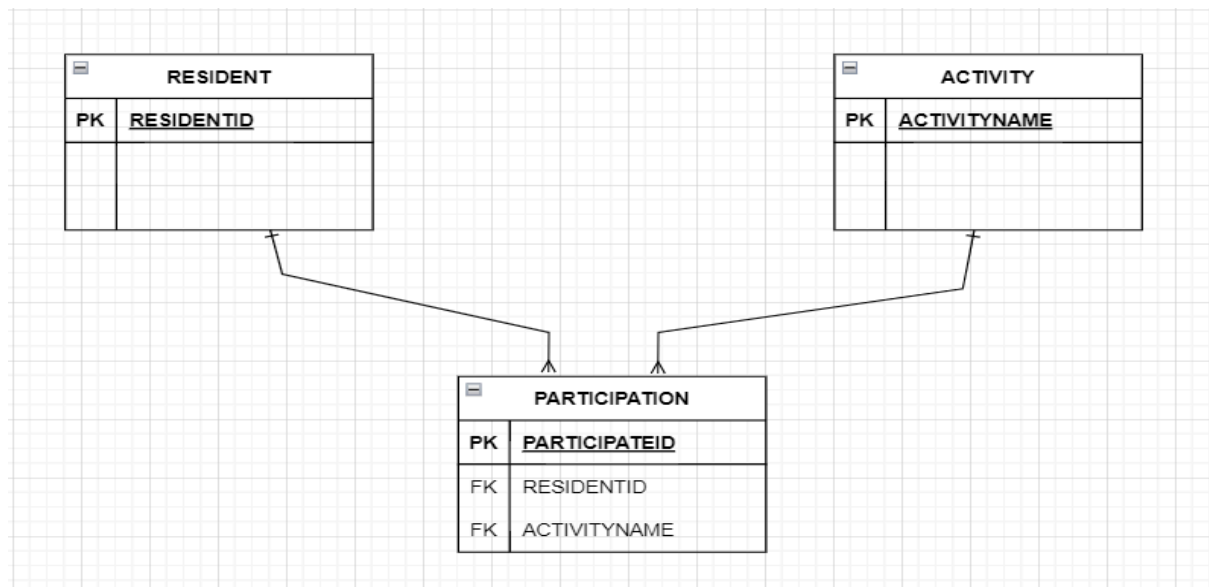 RESIDENT
PK RESIDENTID
ACTIVITY
PK ACTIVITYNAME
PARTICIPATION
PK PARTICIPATEID
FK RESIDENTID
FK ACTIVITYNAME